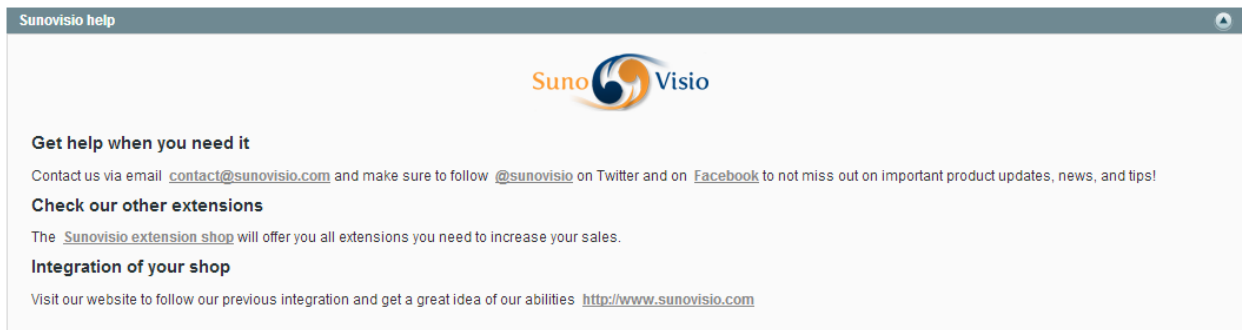 Sunovisio help
Suno Visio
Get help when you need it
Contact us via email contact@sunovisio.com and make sure to follow @sunovisio on Twitter and on Facebook to not miss out on important product updates, news, and tips!
Check our other extensions
The Sunovisio extension shop will offer you all extensions you need to increase your sales.
Integration of your shop
Visit our website to follow our previous integration and get a great idea of our abilities http://www.sunovisio.com